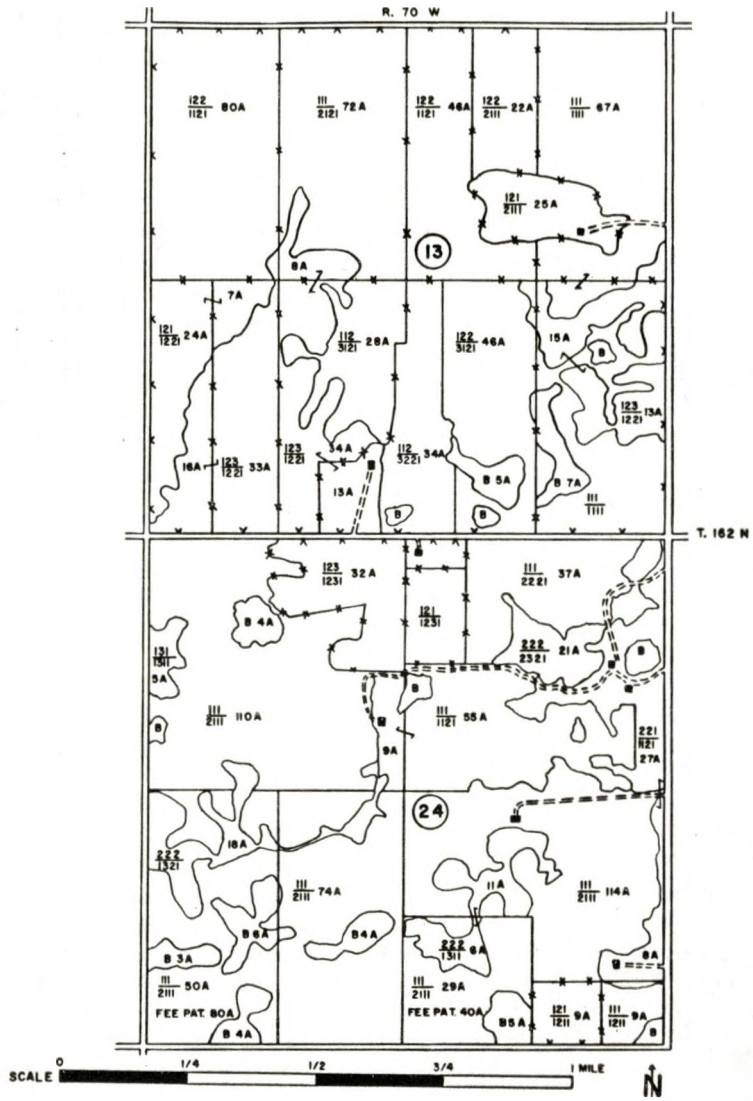 R. 70 W
122
1121 80A
111
2121 72A
122
1121 46A
122
2111 22A
111
1111 67A
121
2111 25A
13
8A
7A
121
1221 24A
112
3121 28A
122
3121 46A
15A
B
123
1221 13A
16A
123
1221 33A
123
1221
34A
13A
112
3221 34A
B 5A
B 7A
111
1111
B
B
T. 162 N
123
1231 32A
111
2221 37A
B 4A
121
1231
131
1311
5A
222
2321 21A
B
B
111
2111 110A
B
111
1121 55A
221
1121
27A
9A
24
18A
222
1321
111
2111 74A
11A
111
2111 114A
B 6A
B4A
222
1311 6A
B 3A
8A
111
2111 50A
111
2111 29A
FEE PAT. 80A
FEE PAT. 40A
B 4A
B5A
121
1211 9A
111
1211 9A
B
SCALE 0 1/4 1/2 3/4 1 MILE
N